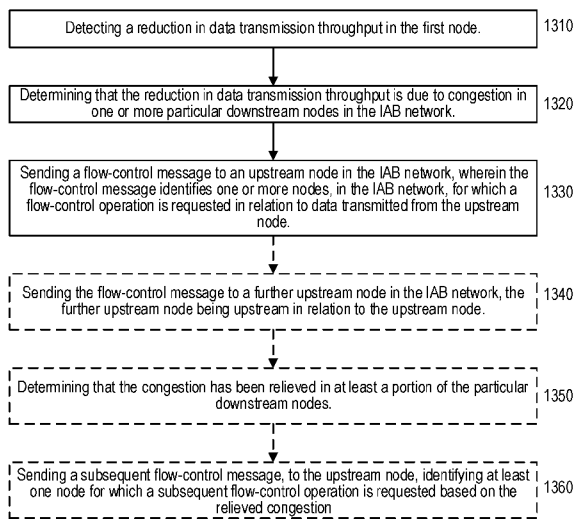 Detecting a reduction in data transmission throughput in the first node.
1310
Determining that the reduction in data transmission throughput is due to congestion in
one or more particular downstream nodes in the IAB network.
1320
Sending a flow-control message to an upstream node in the IAB network, wherein the
flow-control message identifies one or more nodes, in the IAB network, for which a
flow-control operation is requested in relation to data transmitted from the upstream
node.
1330
Sending the flow-control message to a further upstream node in the IAB network, the
further upstream node being upstream in relation to the upstream node.
1340
Determining that the congestion has been relieved in at least a portion of the particular
downstream nodes.
1350
Sending a subsequent flow-control message, to the upstream node, identifying at least
one node for which a subsequent flow-control operation is requested based on the
relieved congestion
1360